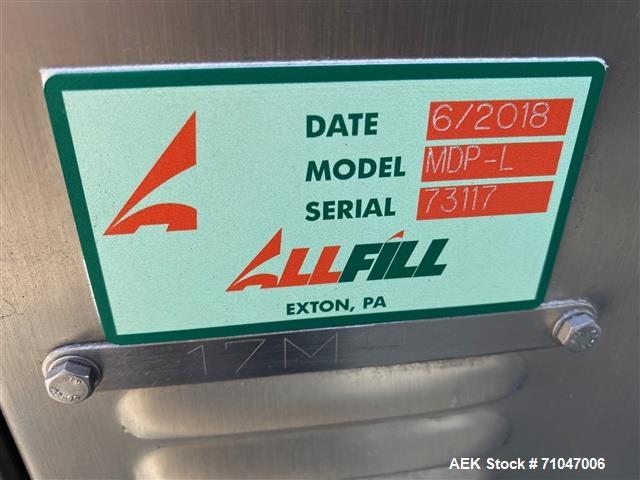 DATE 6/2018
MODEL MDP-L
SERIAL 73117
ALLFILL
EXTON, PA
17M
AEK Stock #71047006